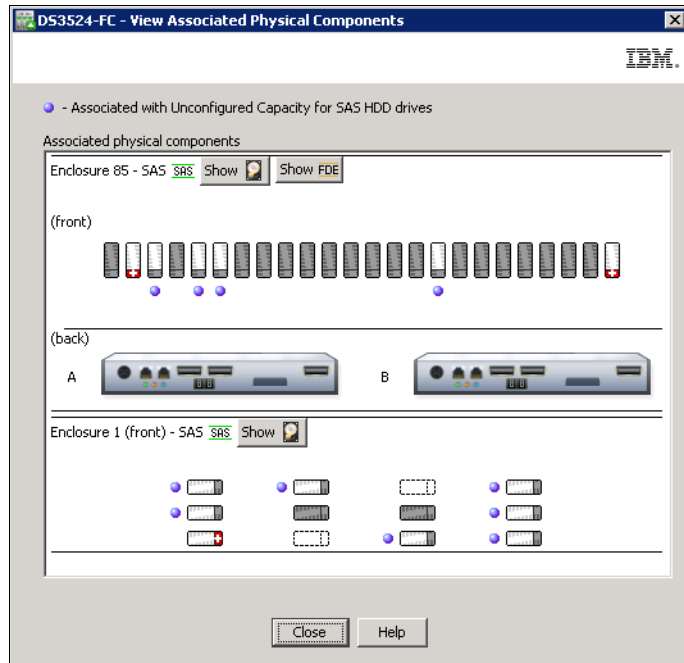 DS3524-FC - View Associated Physical Components
IBM.
- Associated with Unconfigured Capacity for SAS HDD drives
Associated physical components
Enclosure 85 - SAS SAS Show Show FDE
(front)
(back)
A B
Enclosure 1 (front) - SAS SAS Show
Close Help